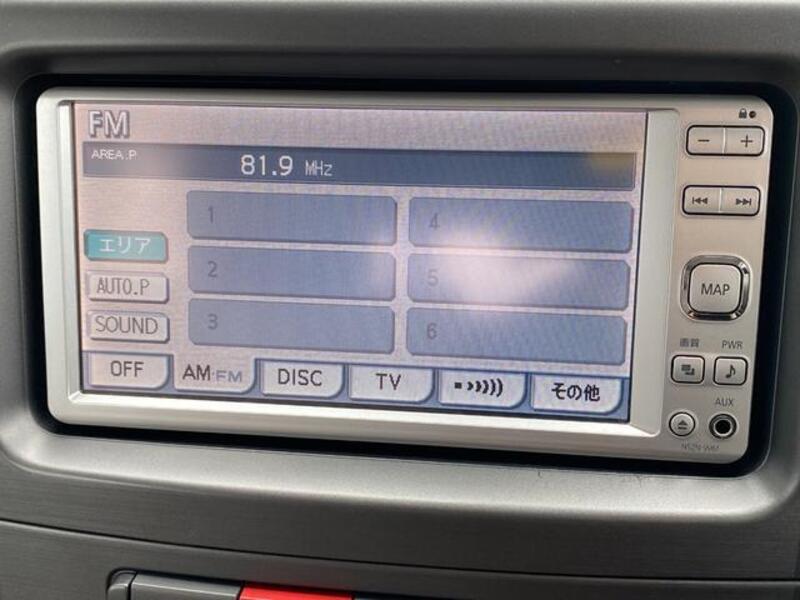 FM
AREA.P
81.9 MHz
1
4
エリア
2
5
AUTO.P
3
6
SOUND
OFF
AM･FM
DISC
TV
その他
MAP
画質
PWR
AUX